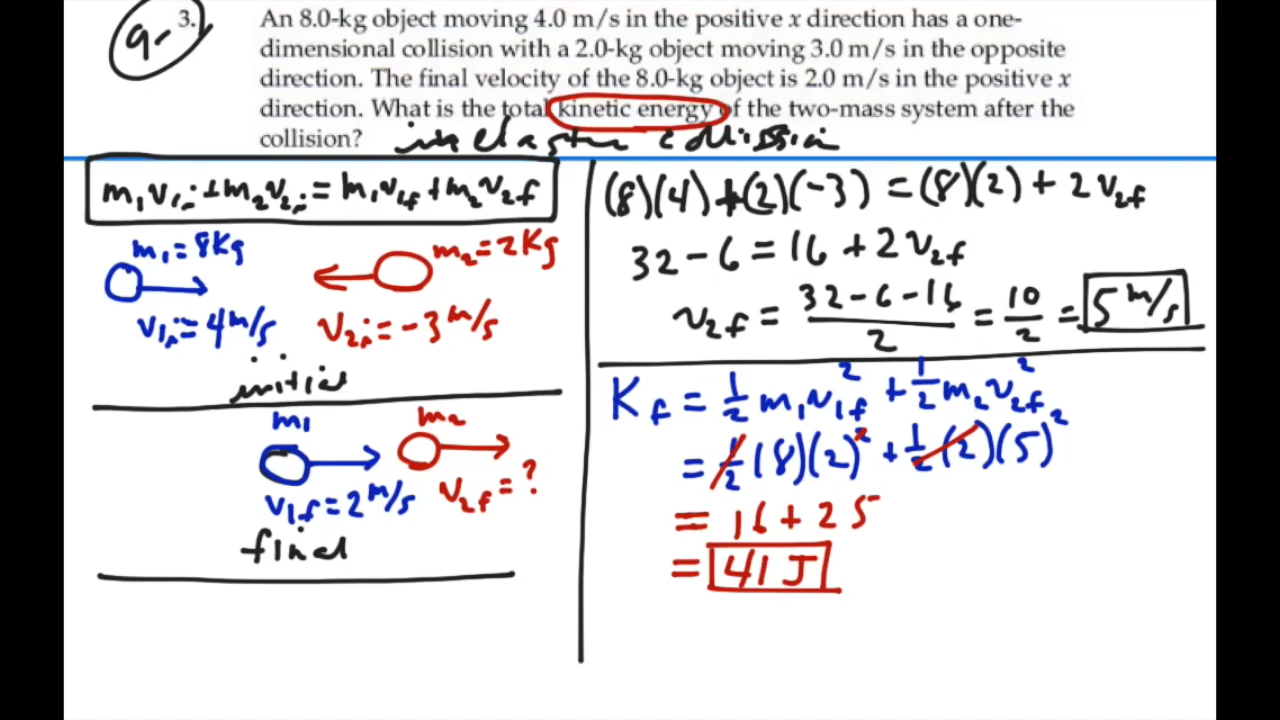 9- 3. An 8.0-kg object moving 4.0 m/s in the positive x direction has a one-
dimensional collision with a 2.0-kg object moving 3.0 m/s in the opposite
direction. The final velocity of the 8.0-kg object is 2.0 m/s in the positive x
direction. What is the total kinetic energy of the two-mass system after the
collision? inelastic collision
m₁v₁ᵢ + m₂v₂ᵢ = m₁v₁f + m₂v₂f
m₁ = 8Kg
m₂ = 2Kg
v₁ᵢ = 4 m/s
v₂ᵢ = -3 m/s
initial
m₁
m₂
v₁f = 2 m/s
v₂f = ?
final
(8)(4) + (2)(-3) = (8)(2) + 2v₂f
32 - 6 = 16 + 2v₂f
v₂f = (32 - 6 - 16)/2 = 10/2 = 5 m/s
Kf = ½ m₁v₁f² + ½ m₂v₂f²
= ½ (8)(2)² + ½ (2)(5)²
= 16 + 25
= 41 J